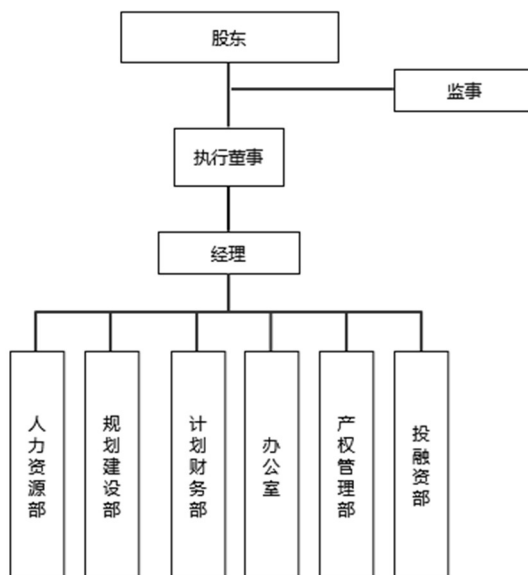 股东
监事
执行董事
经理
人力资源部
规划建设部
计划财务部
办公室
产权管理部
投融资部